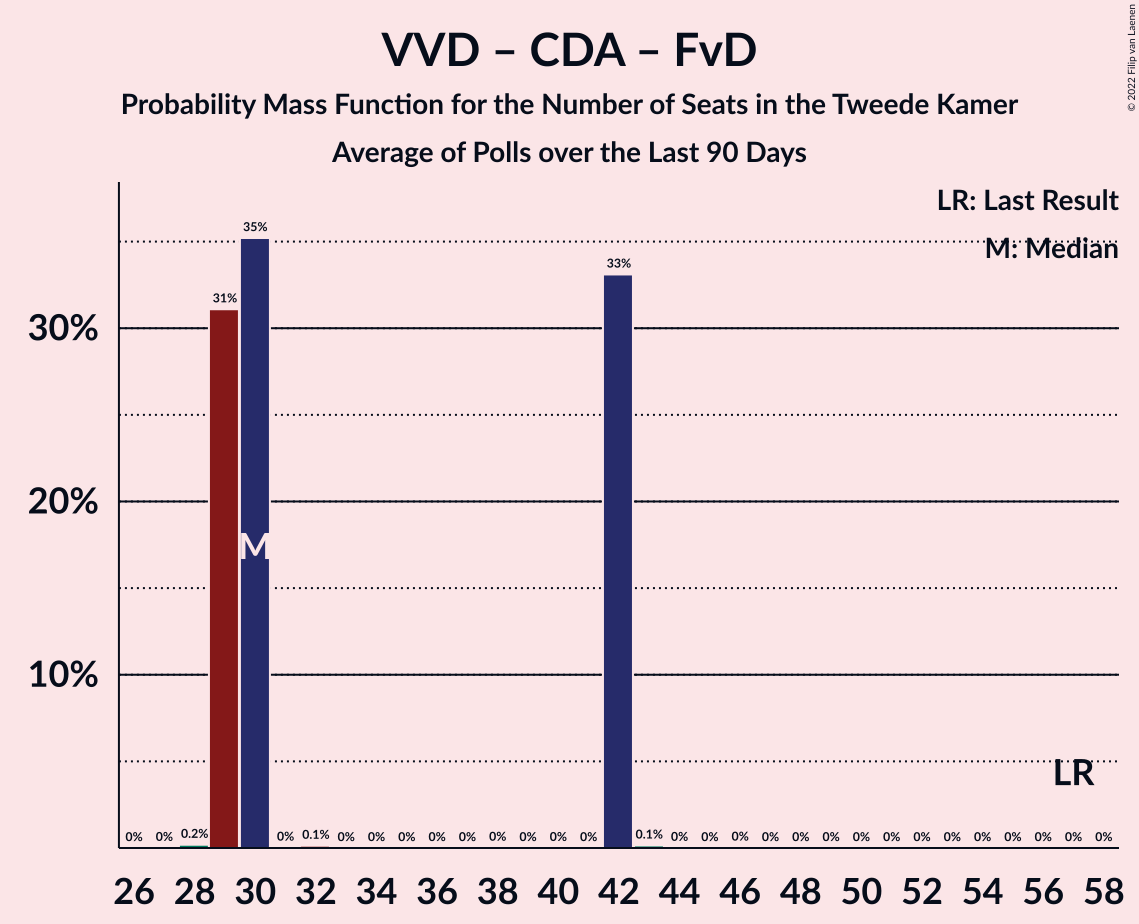 VVD – CDA – FvD
Probability Mass Function for the Number of Seats in the Tweede Kamer
Average of Polls over the Last 90 Days
© 2022 Filip van Laenen
LR: Last Result
M: Median
35%
33%
31%
30%
20%
M
10%
LR
0% 0% 0.2% 0% 0.1% 0% 0% 0% 0% 0% 0% 0% 0% 0% 0.1% 0% 0% 0% 0% 0% 0% 0% 0% 0% 0% 0% 0% 0% 0% 0%
26 28 30 32 34 36 38 40 42 44 46 48 50 52 54 56 58